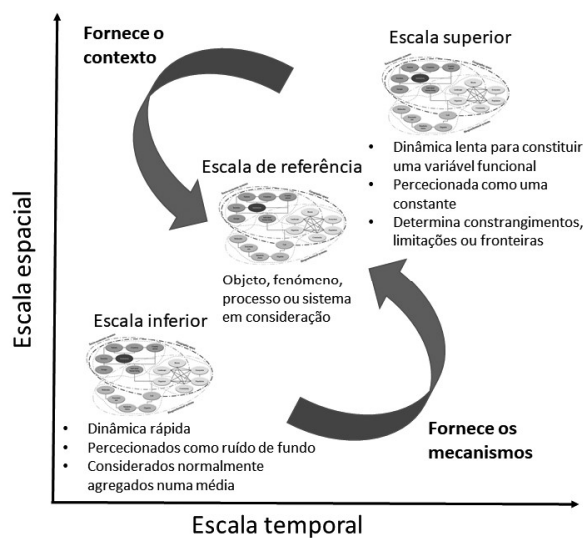 Fornece o
contexto
Escala superior
• Dinâmica lenta para constituir
uma variável funcional
• Percecionada como uma
constante
• Determina constrangimentos,
limitações ou fronteiras
Escala de referência
Objeto, fenómeno,
processo ou sistema
em consideração
Escala inferior
• Dinâmica rápida
• Percecionados como ruído de fundo
• Considerados normalmente
agregados numa média
Fornece os
mecanismos
Escala espacial
Escala temporal